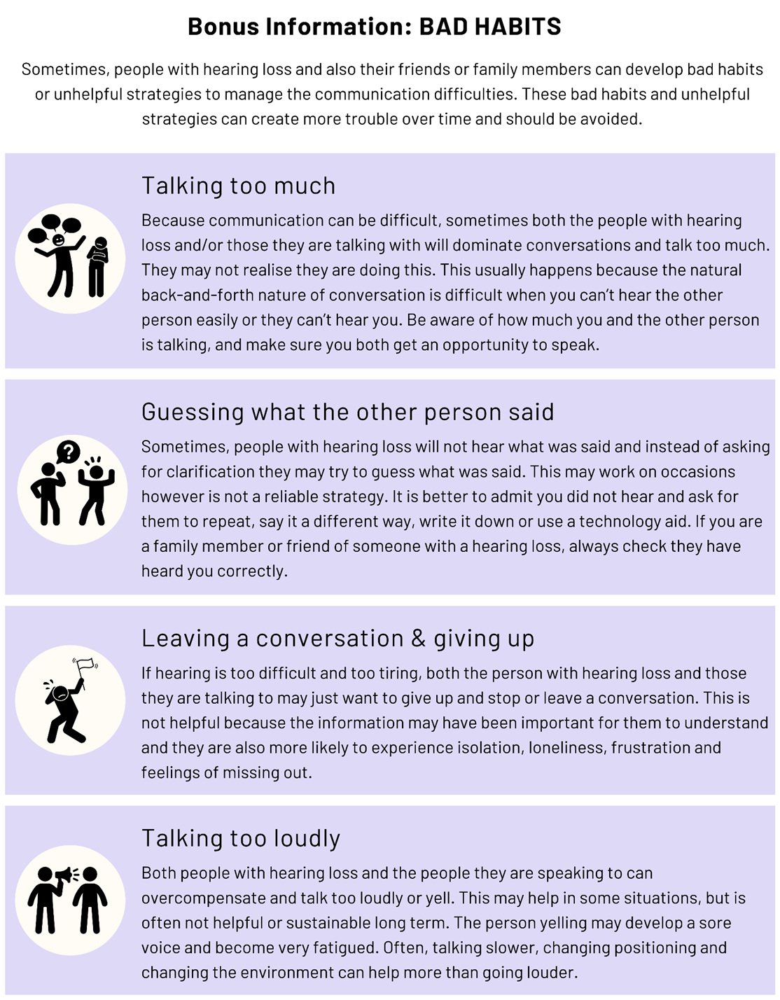 Bonus Information: BAD HABITS
Sometimes, people with hearing loss and also their friends or family members can develop bad habits
or unhelpful strategies to manage the communication difficulties. These bad habits and unhelpful
strategies can create more trouble over time and should be avoided.
Talking too much
Because communication can be difficult, sometimes both the people with hearing
loss and/or those they are talking with will dominate conversations and talk too much.
They may not realise they are doing this. This usually happens because the natural
back-and-forth nature of conversation is difficult when you can't hear the other
person easily or they can't hear you. Be aware of how much you and the other person
is talking, and make sure you both get an opportunity to speak.
?
Guessing what the other person said
Sometimes, people with hearing loss will not hear what was said and instead of asking
for clarification they may try to guess what was said. This may work on occasions
however is not a reliable strategy. It is better to admit you did not hear and ask for
them to repeat, say it a different way, write it down or use a technology aid. If you are
a family member or friend of someone with a hearing loss, always check they have
heard you correctly.
Leaving a conversation & giving up
If hearing is too difficult and too tiring, both the person with hearing loss and those
they are talking to may just want to give up and stop or leave a conversation. This is
not helpful because the information may have been important for them to understand
and they are also more likely to experience isolation, loneliness, frustration and
feelings of missing out.
Talking too loudly
Both people with hearing loss and the people they are speaking to can
overcompensate and talk too loudly or yell. This may help in some situations, but is
often not helpful or sustainable long term. The person yelling may develop a sore
voice and become very fatigued. Often, talking slower, changing positioning and
changing the environment can help more than going louder.